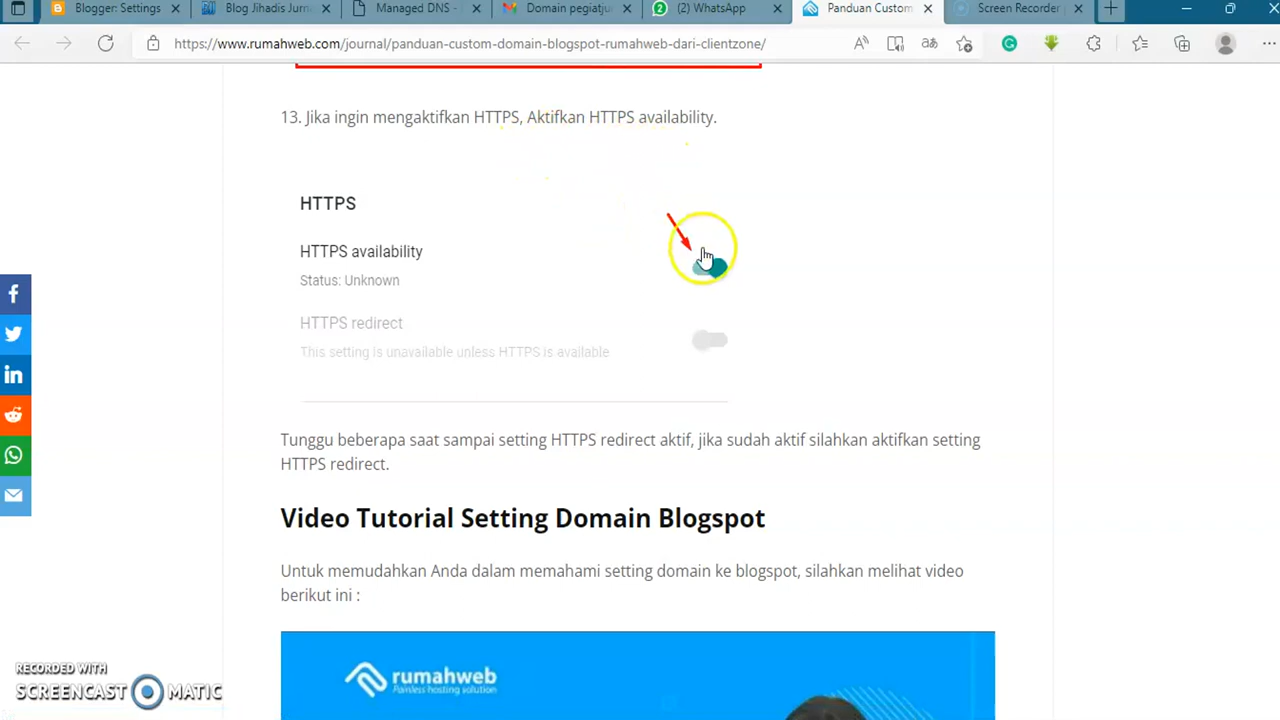 Blogger: Settings
Blog Jihadis Jurna
Managed DNS -
Domain pegiatju
(2) WhatsApp
Panduan Custom
Screen Recorder
https://www.rumahweb.com/journal/panduan-custom-domain-blogspot-rumahweb-dari-clientzone/
13. Jika ingin mengaktifkan HTTPS, Aktifkan HTTPS availability.
HTTPS
HTTPS availability
Status: Unknown
HTTPS redirect
This setting is unavailable unless HTTPS is available
Tunggu beberapa saat sampai setting HTTPS redirect aktif, jika sudah aktif silahkan aktifkan setting
HTTPS redirect.
Video Tutorial Setting Domain Blogspot
Untuk memudahkan Anda dalam memahami setting domain ke blogspot, silahkan melihat video
berikut ini :
rumahweb
Painless hosting solution
RECORDED WITH
SCREENCAST MATIC